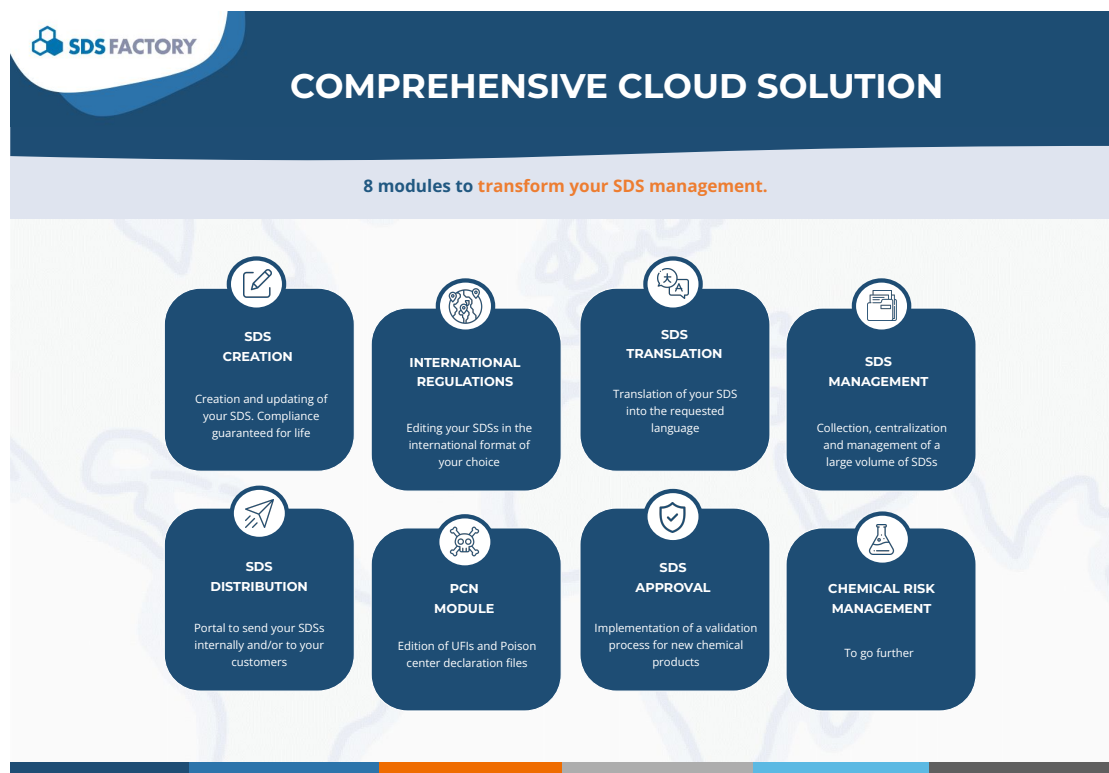 SDS FACTORY
COMPREHENSIVE CLOUD SOLUTION
8 modules to transform your SDS management.
SDS
CREATION
Creation and updating of
your SDS. Compliance
guaranteed for life
INTERNATIONAL
REGULATIONS
Editing your SDSs in the
international format of
your choice
SDS
TRANSLATION
Translation of your SDS
into the requested
language
SDS
MANAGEMENT
Collection, centralization
and management of a
large volume of SDSs
SDS
DISTRIBUTION
Portal to send your SDSs
internally and/or to your
customers
PCN
MODULE
Edition of UFIs and Poison
center declaration files
SDS
APPROVAL
Implementation of a validation
process for new chemical
products
CHEMICAL RISK
MANAGEMENT
To go further